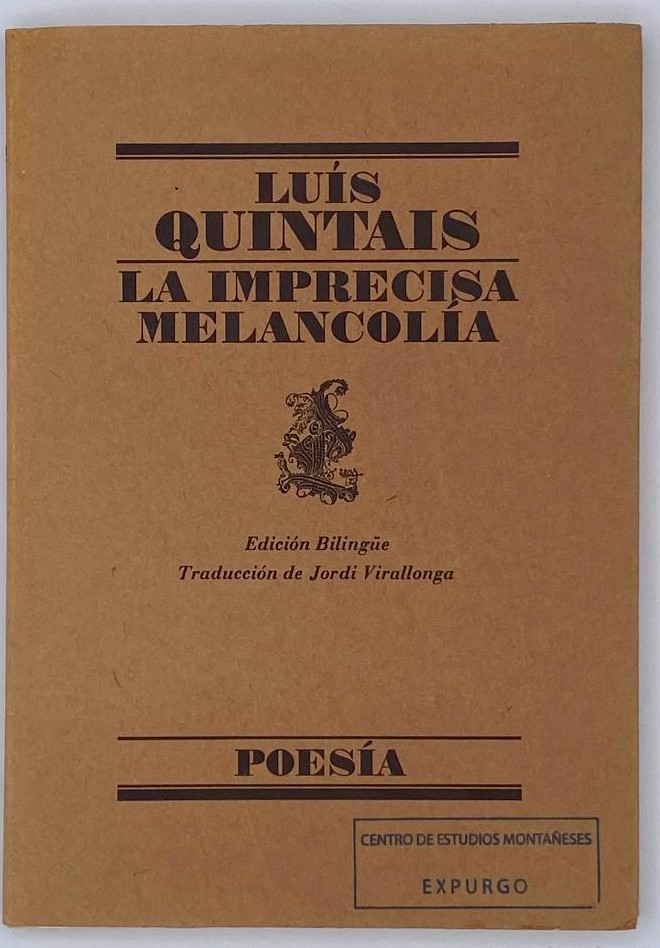 LUÍS
QUINTAIS
LA IMPRECISA
MELANCOLÍA
Edición Bilingüe
Traducción de Jordi Virallonga
POESÍA
CENTRO DE ESTUDIOS MONTAÑESES
EXPURGO